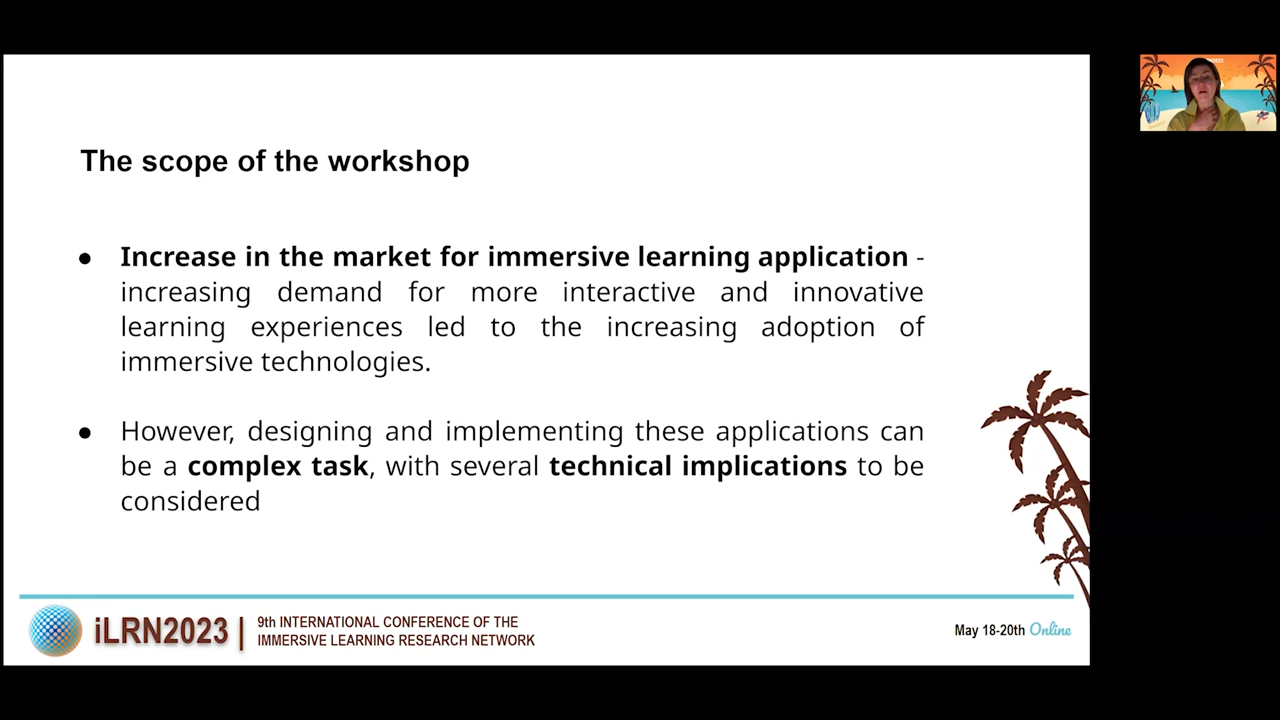 The scope of the workshop
● Increase in the market for immersive learning application -
increasing demand for more interactive and innovative
learning experiences led to the increasing adoption of
immersive technologies.
● However, designing and implementing these applications can
be a complex task, with several technical implications to be
considered
iLRN2023 | 9th INTERNATIONAL CONFERENCE OF THE
IMMERSIVE LEARNING RESEARCH NETWORK
May 18-20th Online